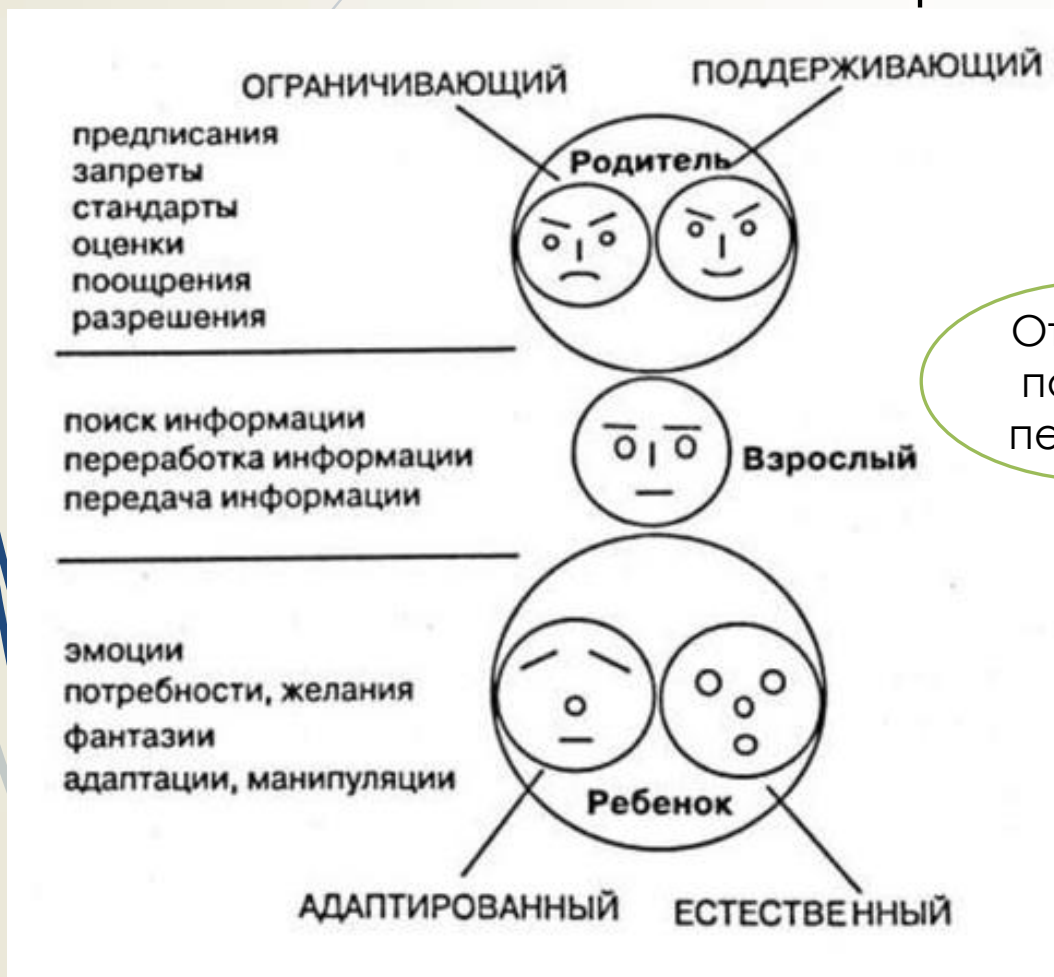 ОГРАНИЧИВАЮЩИЙ
ПОДДЕРЖИВАЮЩИЙ
предписания
запреты
стандарты
оценки
поощрения
разрешения
Родитель
поиск информации
переработка информации
передача информации
Взрослый
эмоции
потребности, желания
фантазии
адаптации, манипуляции
Ребенок
АДАПТИРОВАННЫЙ
ЕСТЕСТВЕННЫЙ